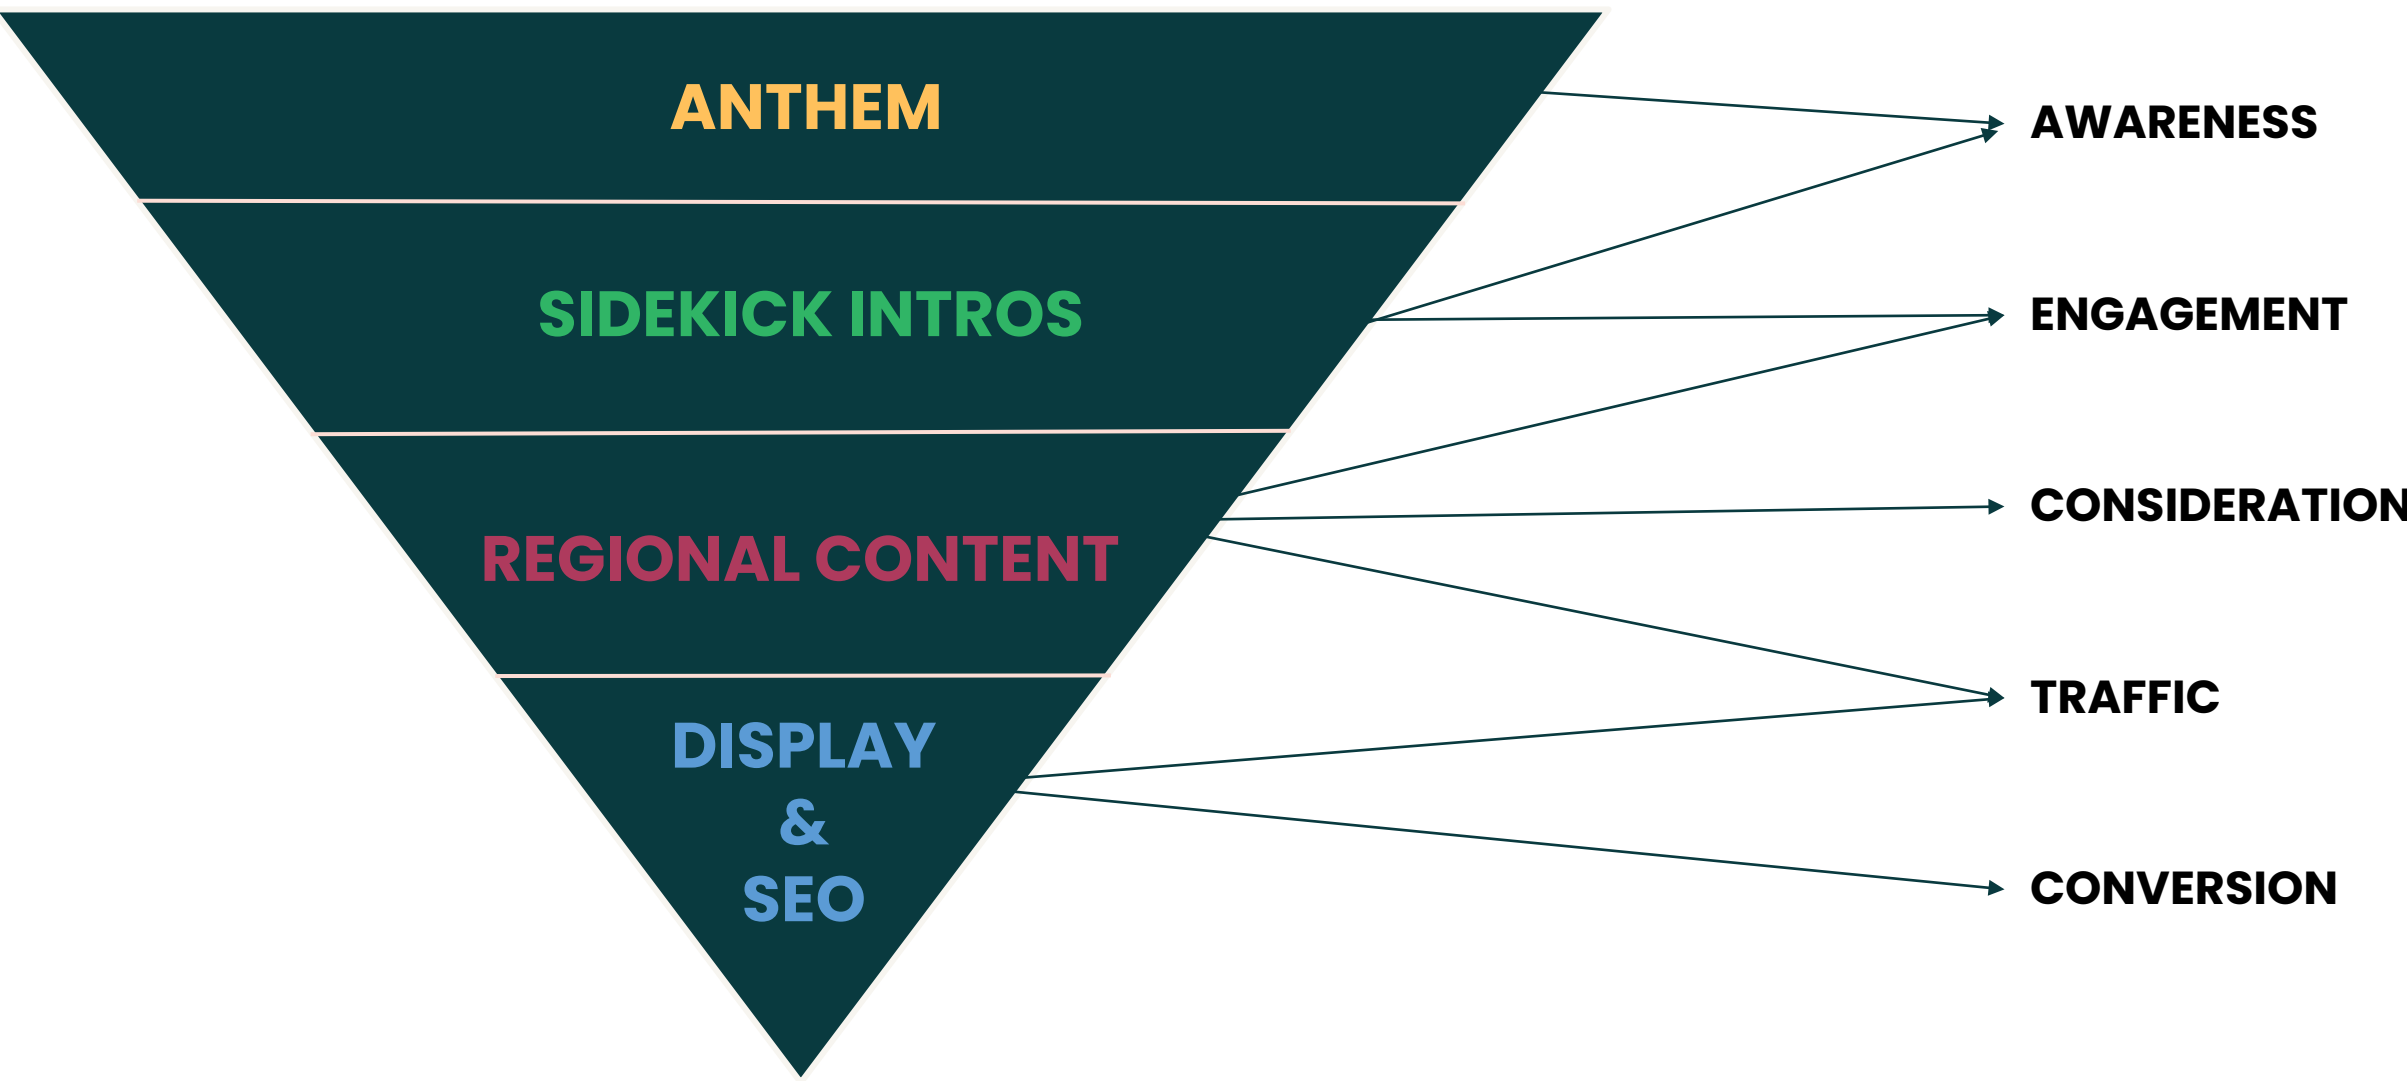 ANTHEM
AWARENESS
SIDEKICK INTROS
ENGAGEMENT
CONSIDERATION
REGIONAL CONTENT
TRAFFIC
DISPLAY
&
SEO
CONVERSION